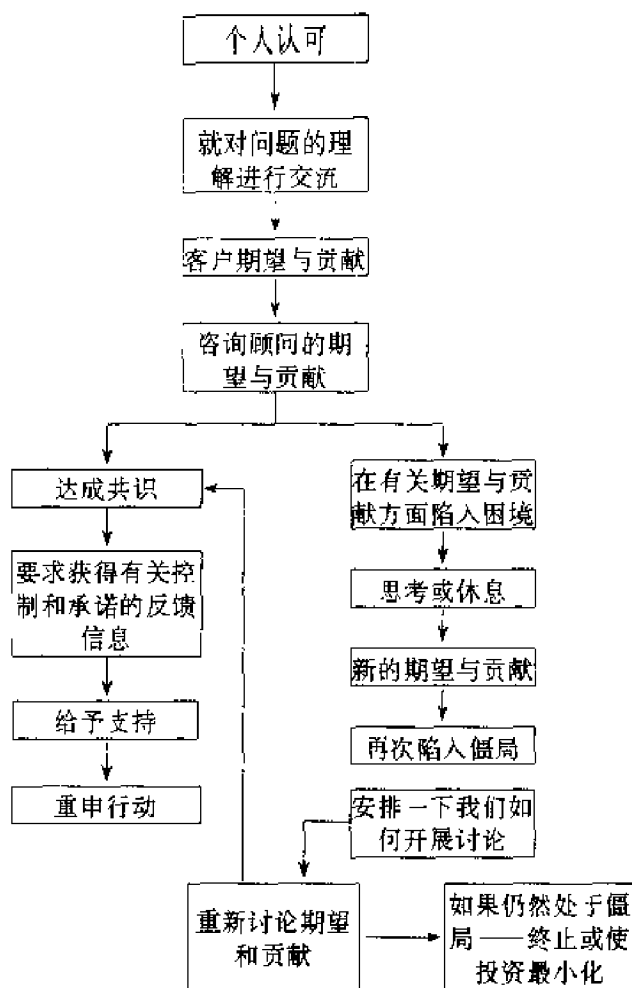 个人认可
就对问题的理
解进行交流
客户期望与贡献
咨询顾问的期
望与贡献
达成共识
要求获得有关控
制和承诺的反馈
信息
给予支持
重申行动
在有关期望与贡
献方面陷入困境
思考或休息
新的期望与贡献
再次陷入僵局
安排一下我们如
何开展讨论
重新讨论期望
和贡献
如果仍然处于僵
局——终止或使
投资最小化